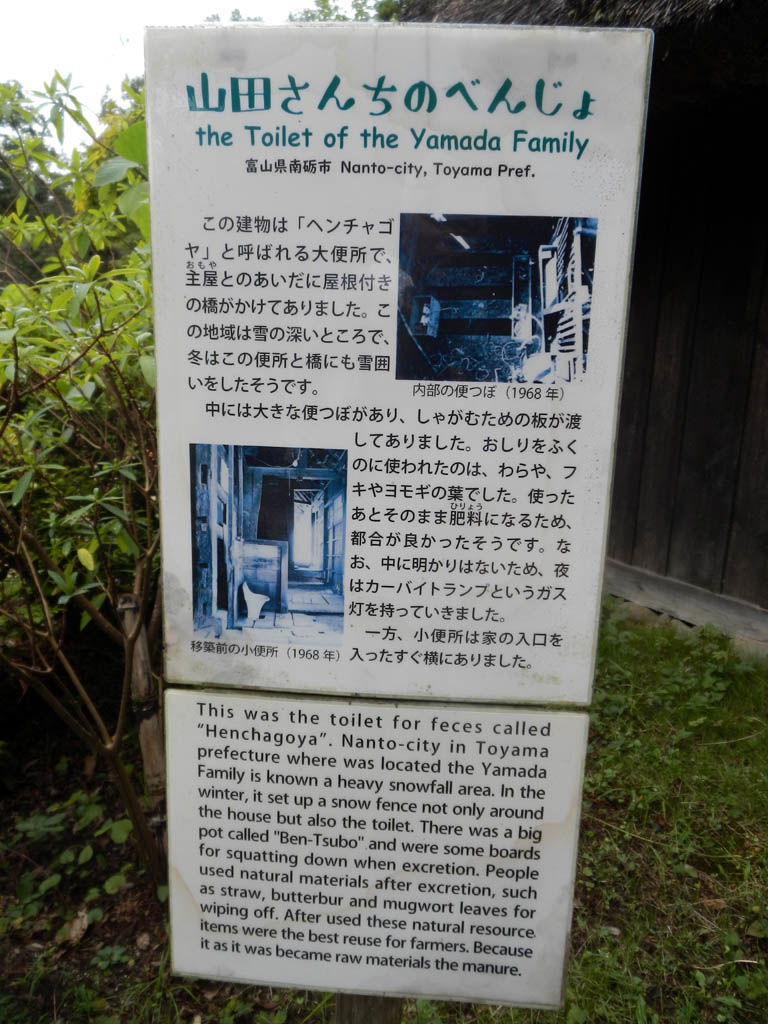 山田さんちのべんじょ
the Toilet of the Yamada Family
富山県南砺市 Nanto-city, Toyama Pref.
この建物は「ヘンチャゴ
ヤ」と呼ばれる大便所で、
おもや
主屋とのあいだに屋根付き
の橋がかけてありました。こ
の地域は雪の深いところで、
冬はこの便所と橋にも雪囲
いをしたそうです。
内部の便つぼ（1968 年）
中には大きな便つぼがあり、しゃがむための板が渡
してありました。おしりをふく
のに使われたのは、わらや、フ
キやヨモギの葉でした。使った
ひりょう
あとそのまま肥料になるため、
都合が良かったそうです。な
お、中に明かりはないため、夜
はカーバイトランプというガス
灯を持っていきました。
一方、小便所は家の入口を
入ったすぐ横にありました。
移築前の小便所（1968 年）
This was the toilet for feces called
“Henchagoya”. Nanto-city in Toyama
prefecture where was located the Yamada
Family is known a heavy snowfall area. In the
winter, it set up a snow fence not only around
the house but also the toilet. There was a big
pot called "Ben-Tsubo" and were some boards
for squatting down when excretion. People
used natural materials after excretion, such
as straw, butterbur and mugwort leaves for
wiping off. After used these natural resource
items were the best reuse for farmers. Because
it as it was became raw materials the manure.